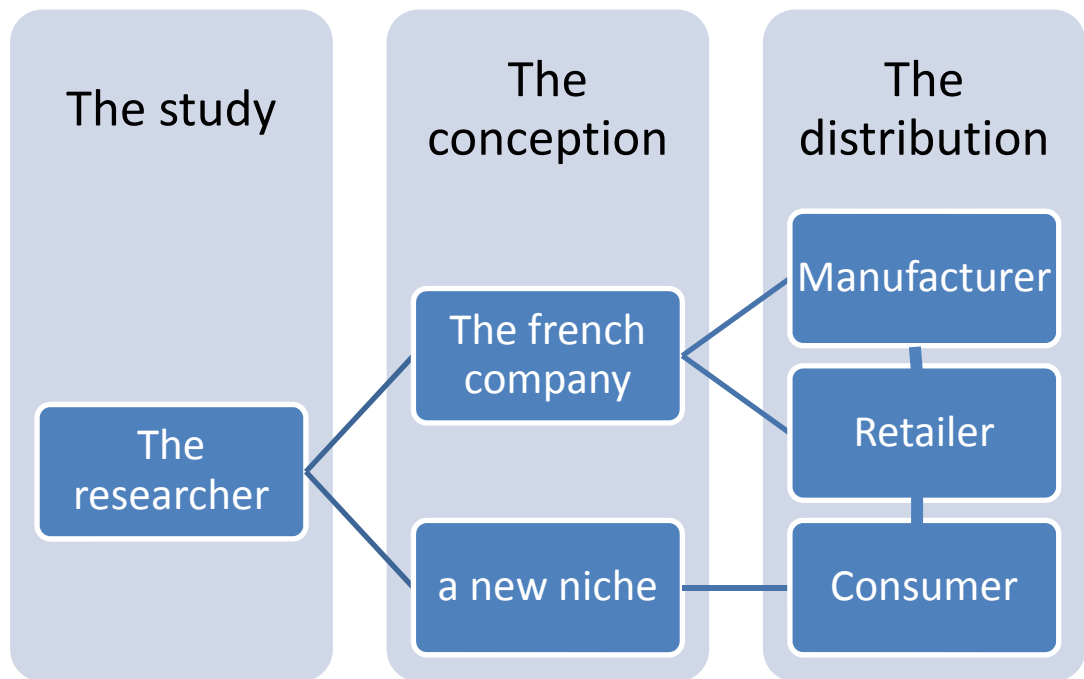 The study
The
conception
The
distribution
The
researcher
The french
company
a new niche
Manufacturer
Retailer
Consumer